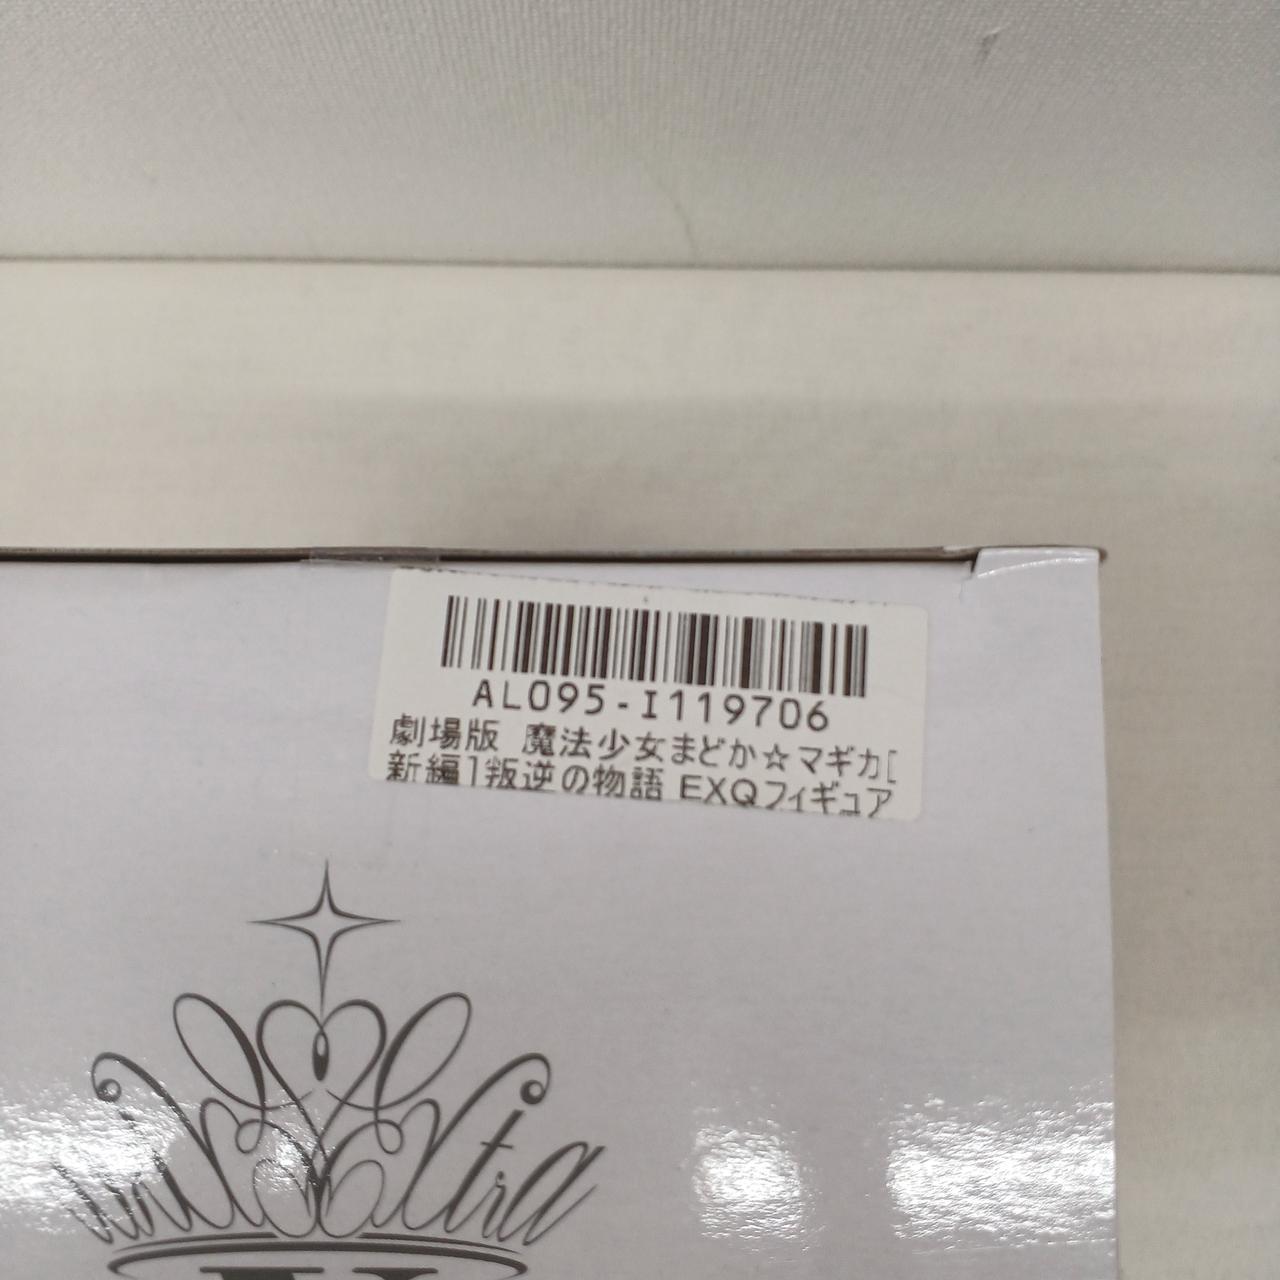 AL095-I119706
劇場版 魔法少女まどか☆マギカ[
新編]叛逆の物語 EXQフィギュア